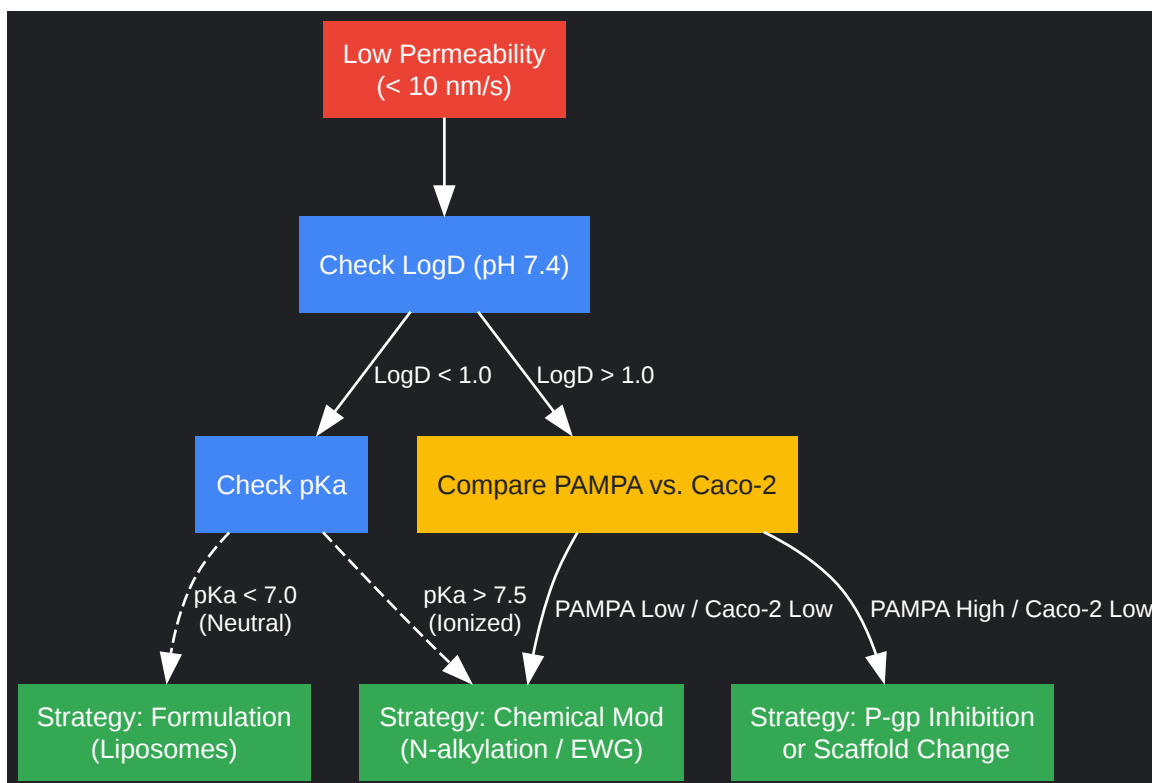 Low Permeability
(< 10 nm/s)
Check LogD (pH 7.4)
LogD < 1.0
LogD > 1.0
Check pKa
Compare PAMPA vs. Caco-2
pKa < 7.0
(Neutral)
pKa > 7.5
(Ionized)
PAMPA Low / Caco-2 Low
PAMPA High / Caco-2 Low
Strategy: Formulation
(Liposomes)
Strategy: Chemical Mod
(N-alkylation / EWG)
Strategy: P-gp Inhibition
or Scaffold Change